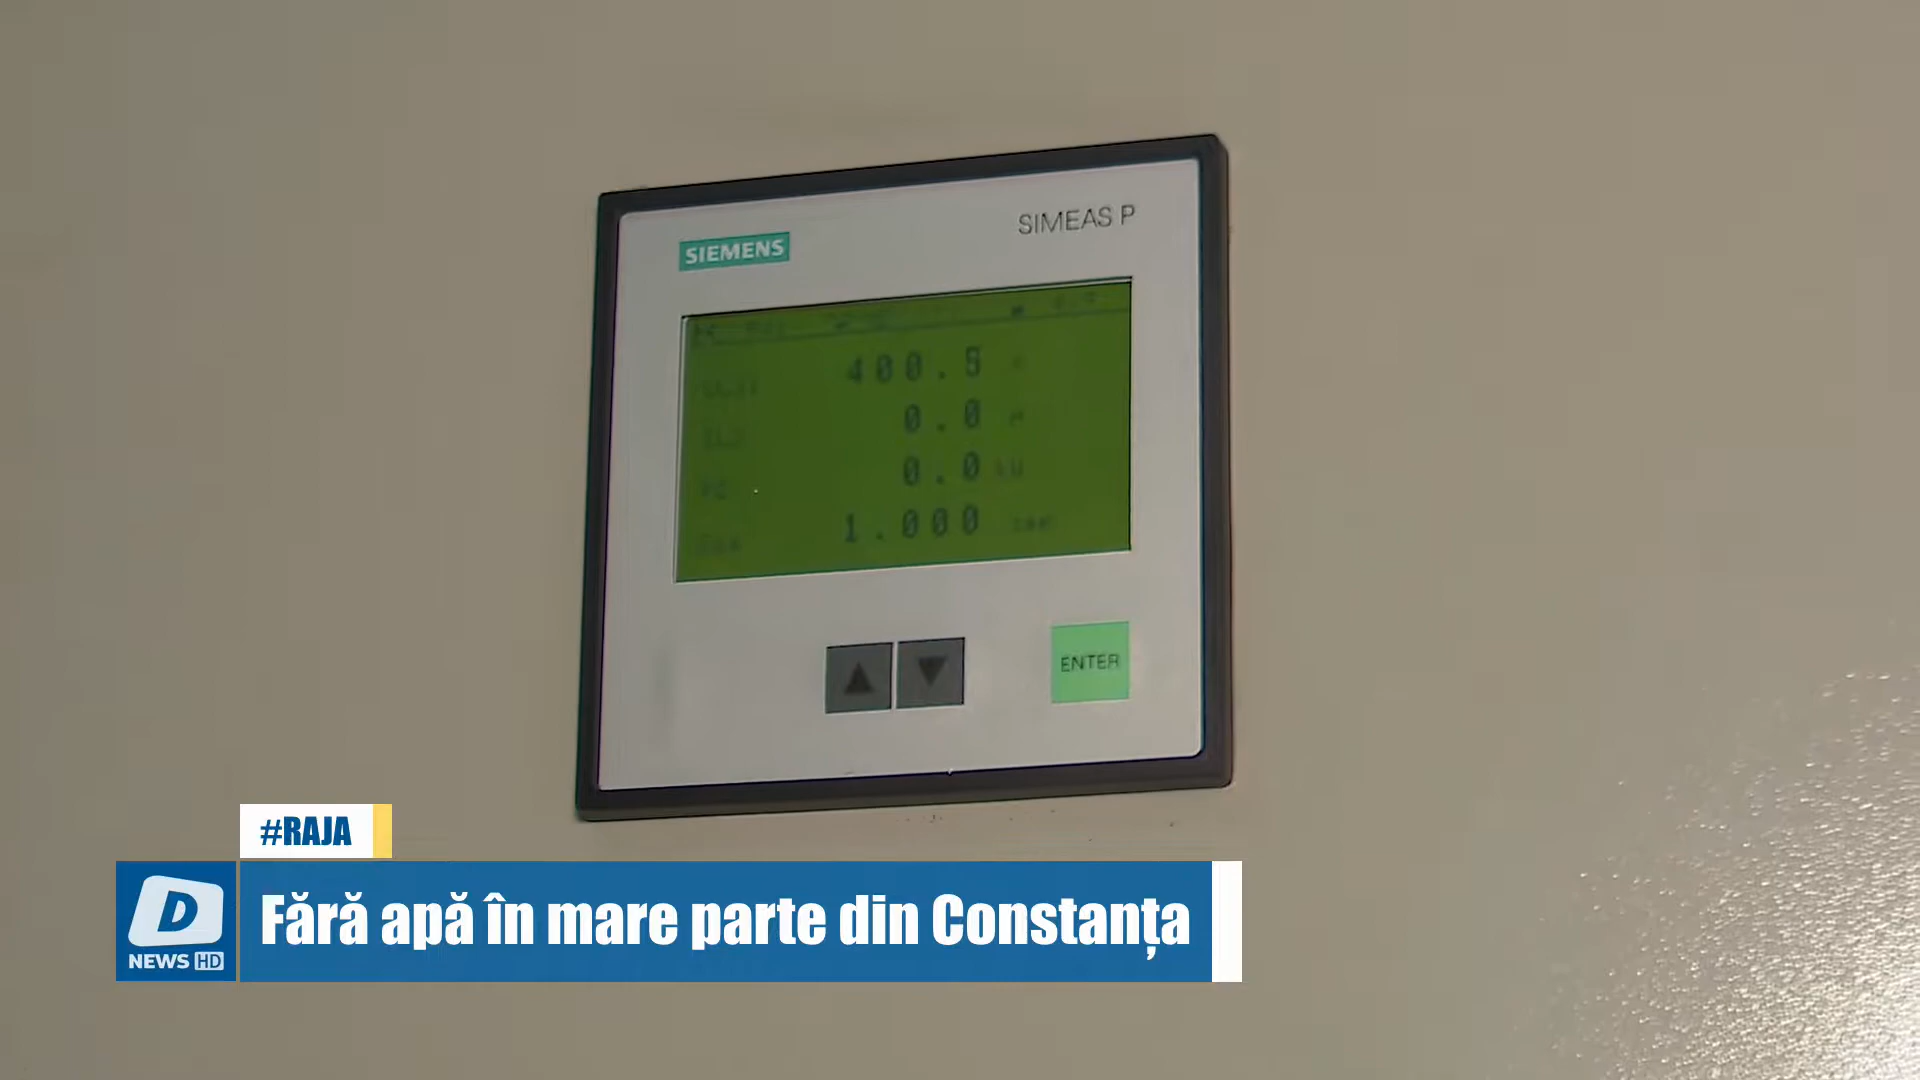 SIMEAS P
SIEMENS
400.5
0.0
0.0
1.000
ENTER
#RAJA
D
NEWS HD
Fără apă în mare parte din Constanța